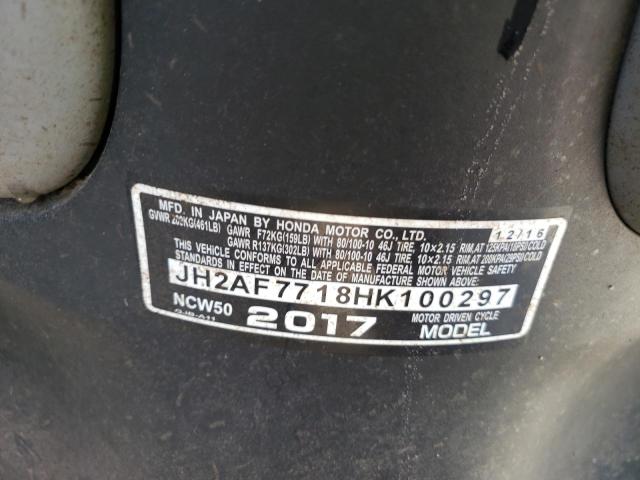 MFD. IN JAPAN BY HONDA MOTOR CO., LTD. 12/16
GVWR 209KG(461LB) GAWR F72KG(159LB) WITH 80/100-10 46J TIRE, 10×2.15 RIM,AT 125KPA(18PSI)COLD
GAWR R137KG(302LB) WITH 80/100-10 46J TIRE, 10×2.15 RIM,AT 200KPA(29PSI)COLD
THIS VEHICLE CONFORMS TO ALL APPLICABLE FEDERAL MOTOR VEHICLE SAFETY
STANDARDS IN EFFECT ON THE DATE OF MANUFACTURE SHOWN ABOVE:
JH2AF7718HK100297
NCW50 2017 MOTOR DRIVEN CYCLE
GJB-A11 MODEL